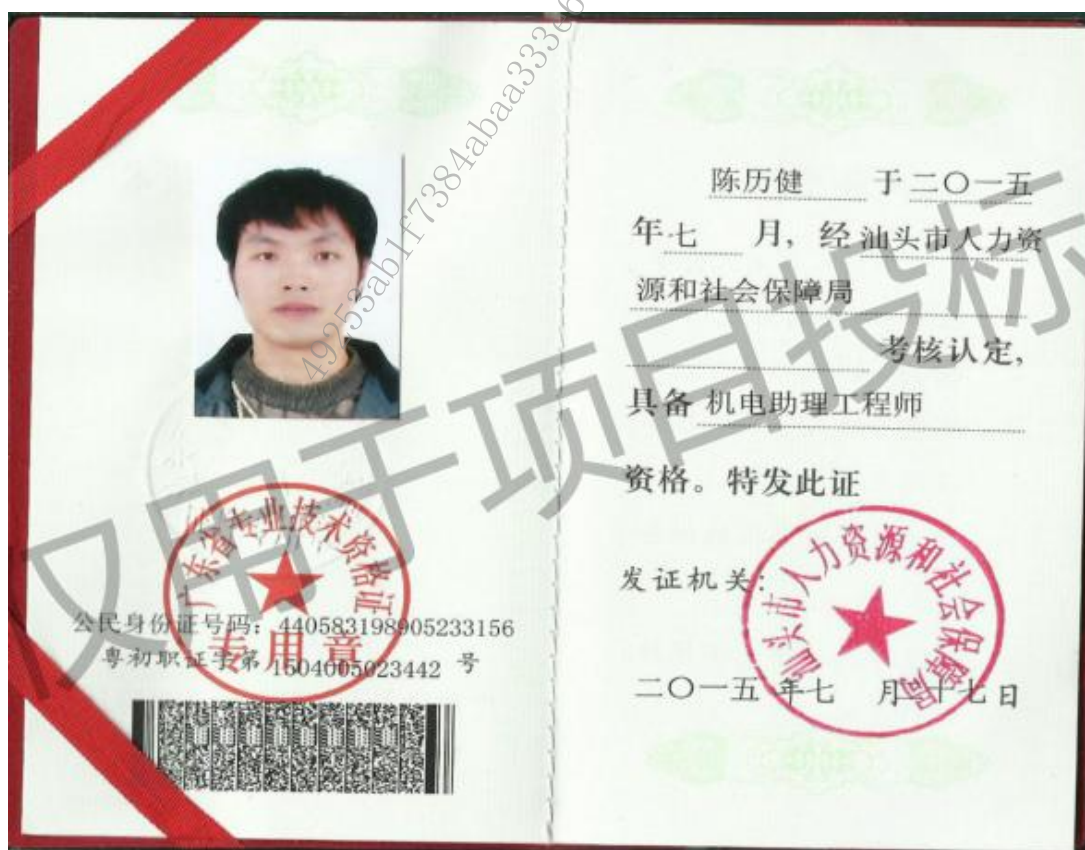 陈历健 于 二〇一五
年 七 月，经 汕头市人力资
源和社会保障局
考核认定，
具备 机电助理工程师
资格。特发此证
发证机关：
汕头市人力资源和社会保障局
二〇一五 年 七 月 二十七 日
广东省专业技术资格证
专用章
公民身份证号码：440583198905233156
粤初职证字第 1504005023442 号
仅用于项目投标